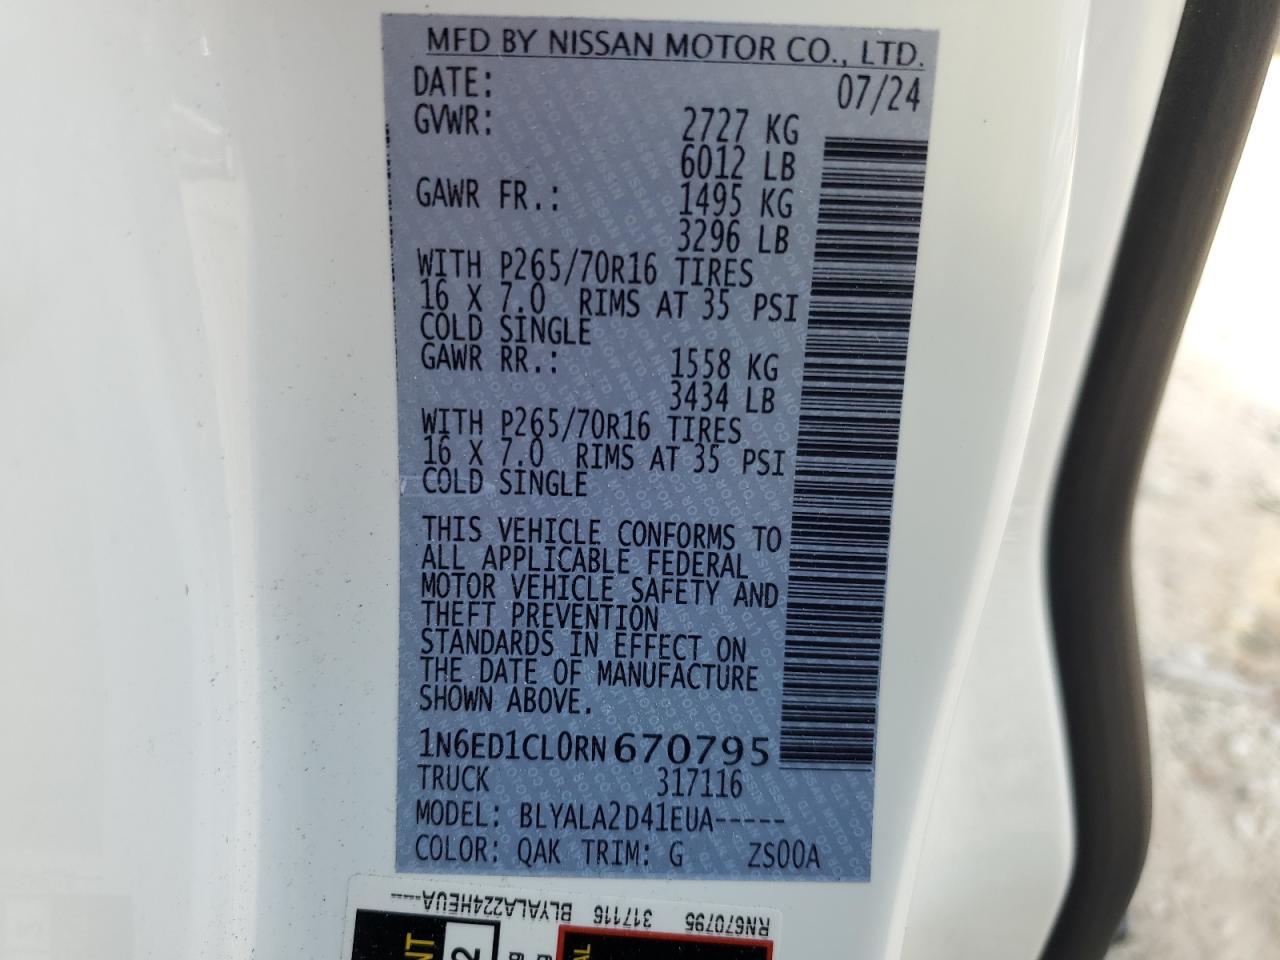 MFD BY NISSAN MOTOR CO., LTD.
DATE: 07/24
GVWR: 2727 KG
6012 LB
GAWR FR.: 1495 KG
3296 LB
WITH P265/70R16 TIRES
16 X 7.0 RIMS AT 35 PSI
COLD SINGLE
GAWR RR.: 1558 KG
3434 LB
WITH P265/70R16 TIRES
16 X 7.0 RIMS AT 35 PSI
COLD SINGLE
THIS VEHICLE CONFORMS TO
ALL APPLICABLE FEDERAL
MOTOR VEHICLE SAFETY AND
THEFT PREVENTION
STANDARDS IN EFFECT ON
THE DATE OF MANUFACTURE
SHOWN ABOVE.
1N6ED1CL0RN670795
TRUCK 317116
MODEL: BLYALA2D41EUA-----
COLOR: QAK TRIM: G ZS00A
RN670795 317116 BLYALA224HEUA-----